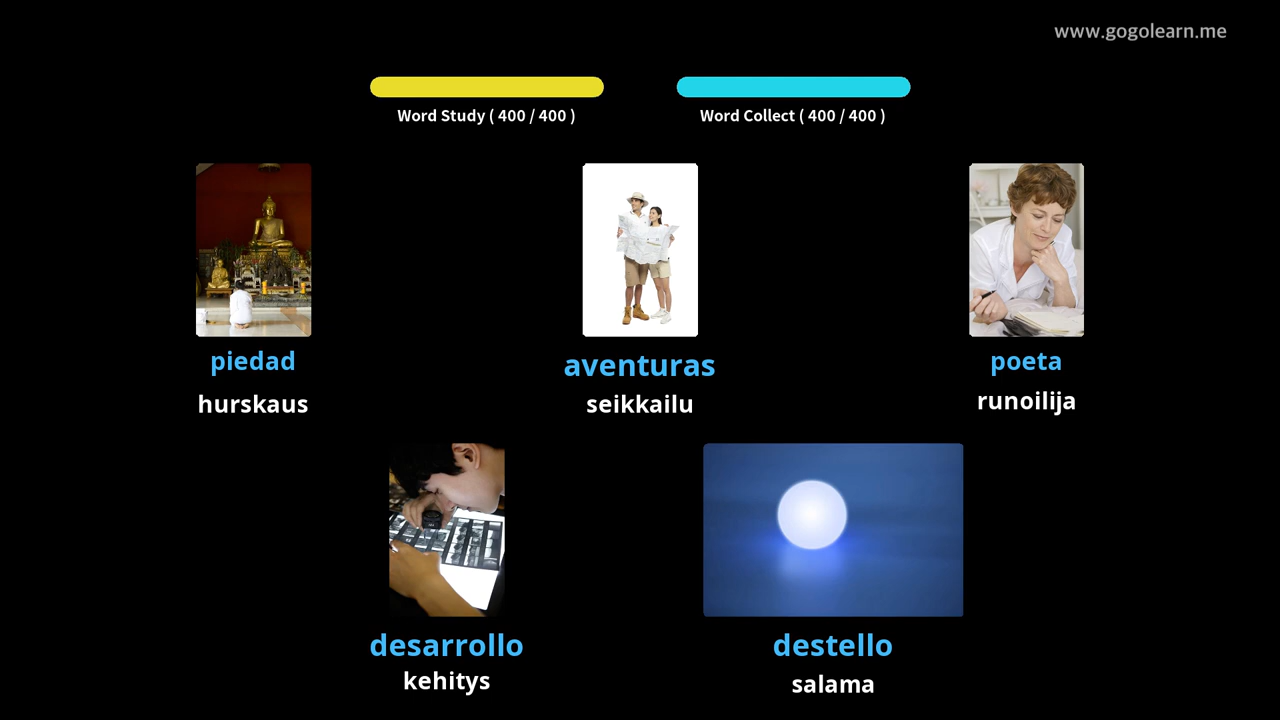 www.gogolearn.me
Word Study ( 400 / 400 )
Word Collect ( 400 / 400 )
piedad
hurskaus
aventuras
seikkailu
poeta
runoilija
desarrollo
kehitys
destello
salama